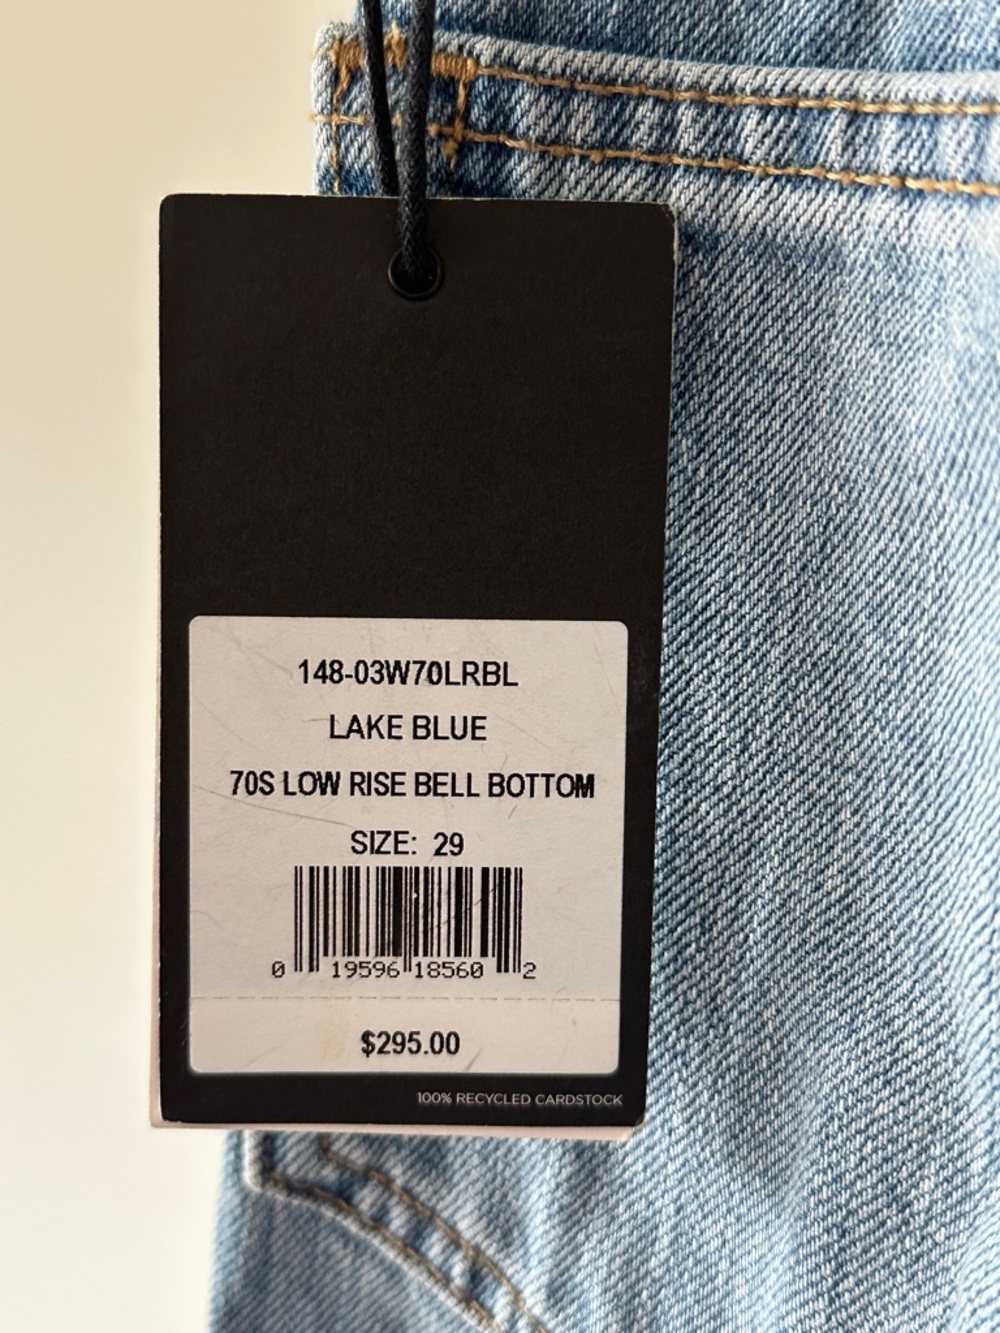 148-03W70LRBL
LAKE BLUE
70S LOW RISE BELL BOTTOM
SIZE: 29
0 19596 18560 2
$295.00
100% RECYCLED CARDSTOCK